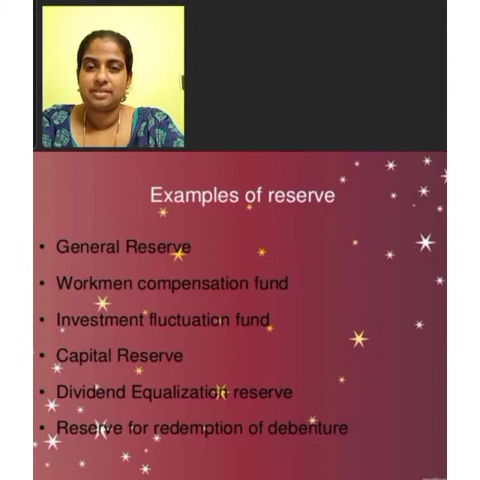 Examples of reserve
• General Reserve
• Workmen compensation fund
• Investment fluctuation fund
• Capital Reserve
• Dividend Equalization reserve
• Reserve for redemption of debenture